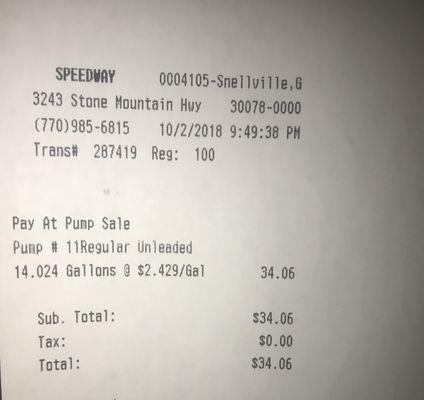 SPEEDWAY 0004105-Snellville,G
3243 Stone Mountain Hwy 30078-0000
(770)985-6815 10/2/2018 9:49:38 PM
Trans# 287419 Reg: 100
Pay At Pump Sale
Pump # 11Regular Unleaded
14.024 Gallons @ $2.429/Gal 34.06
Sub. Total: $34.06
Tax: $0.00
Total: $34.06